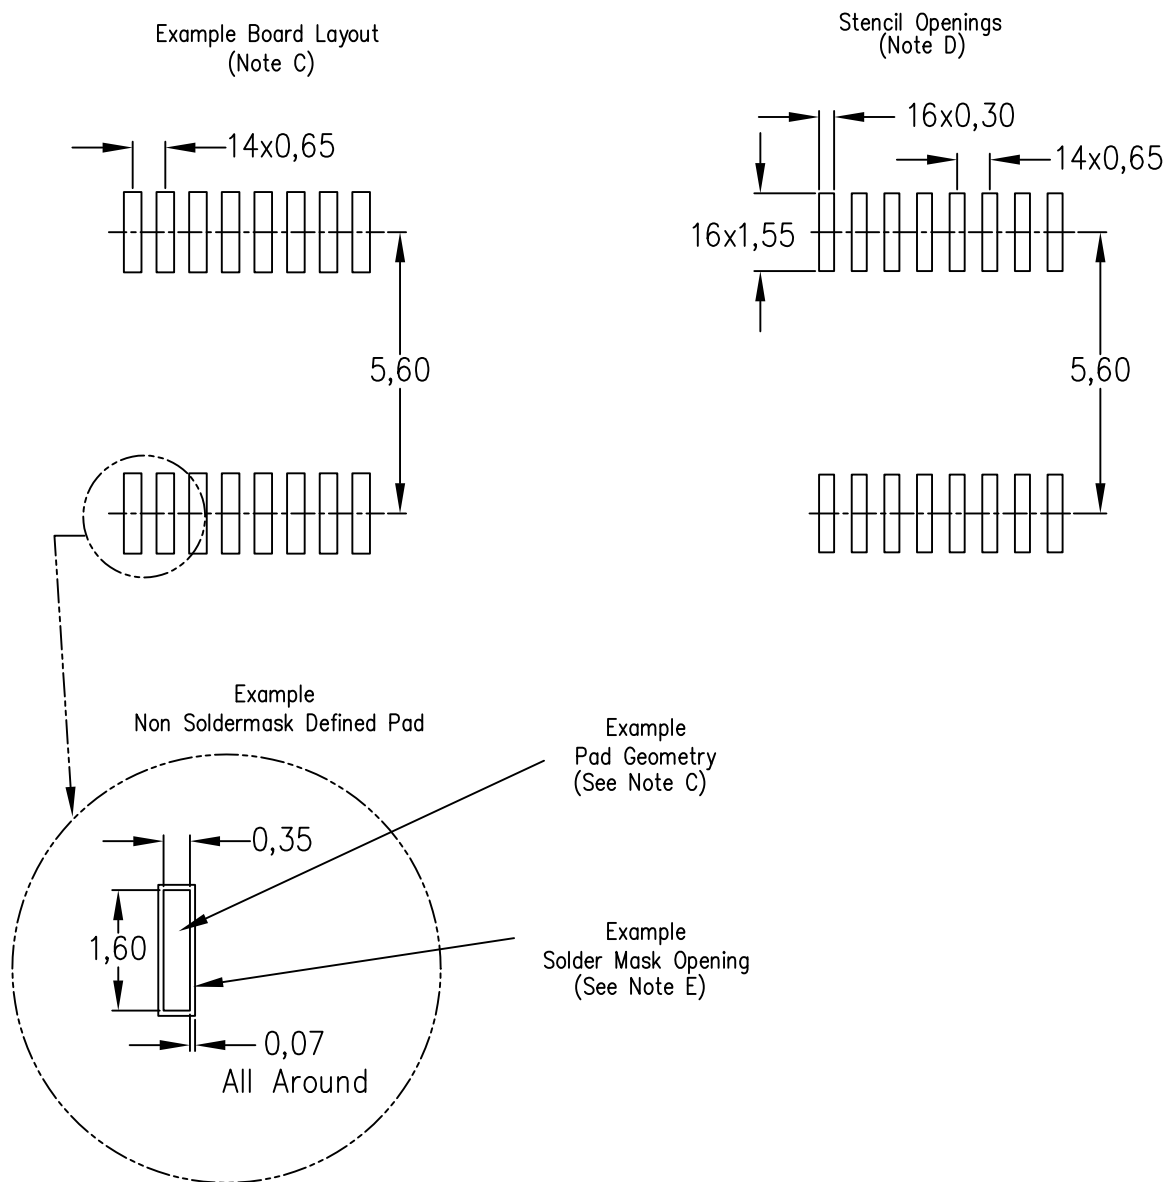 Example Board Layout
(Note C)
14x0,65
5,60
Stencil Openings
(Note D)
16x0,30
14x0,65
16x1,55
5,60
Example
Non Soldermask Defined Pad
0,35
1,60
0,07
All Around
Example
Pad Geometry
(See Note C)
Example
Solder Mask Opening
(See Note E)